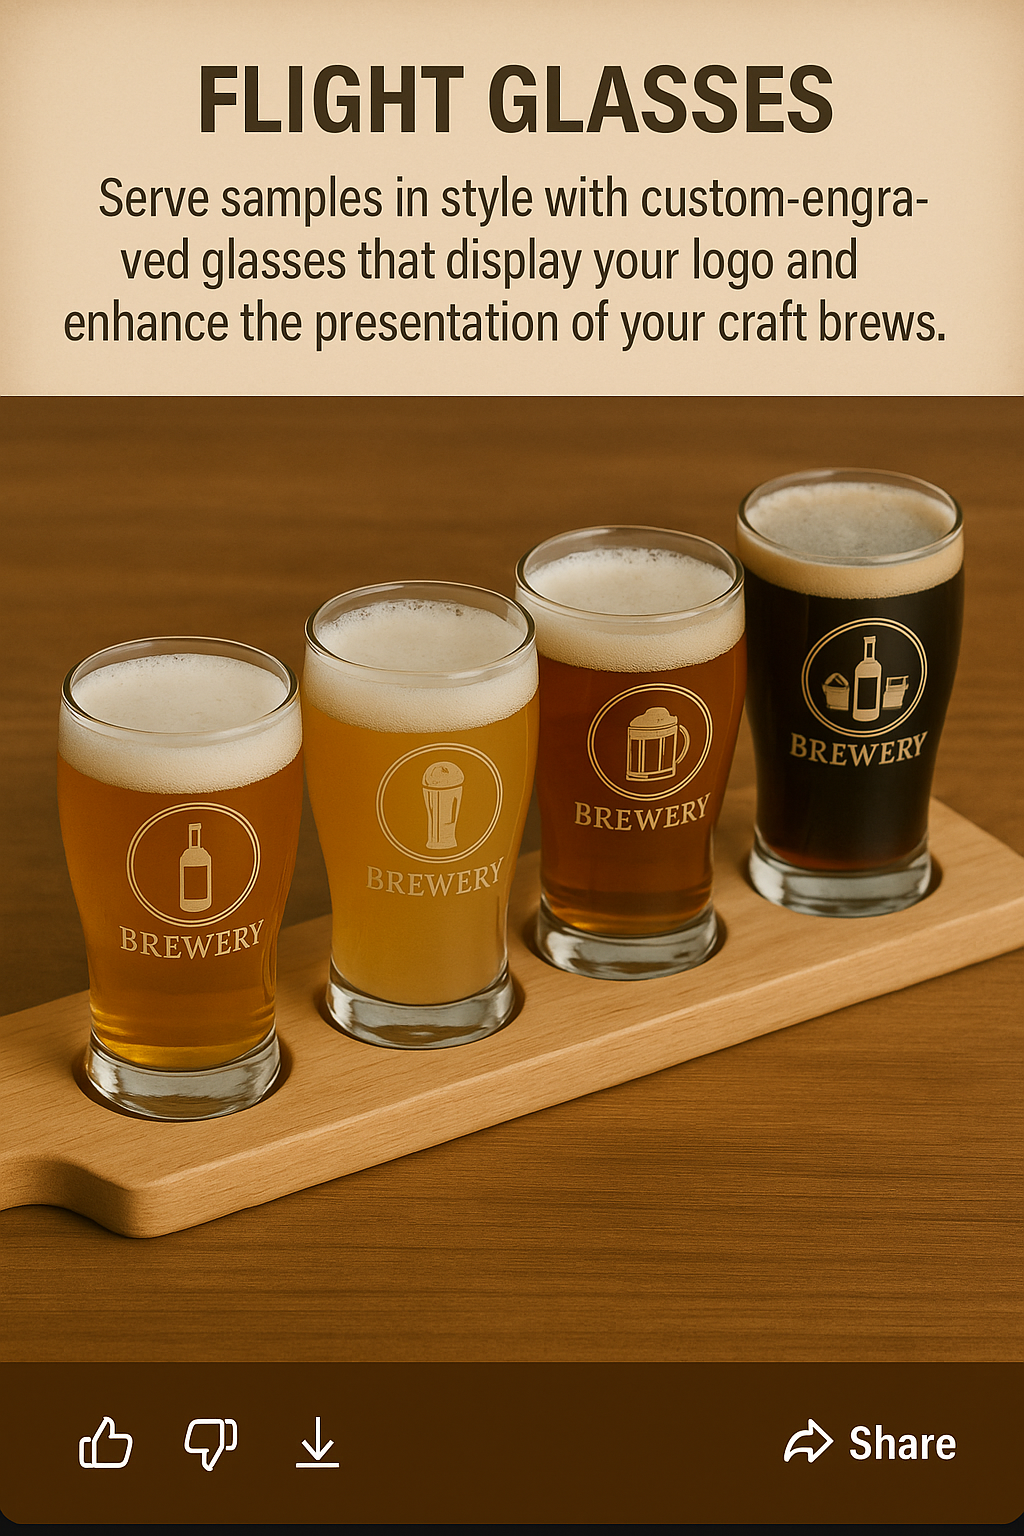 FLIGHT GLASSES
Serve samples in style with custom-engra-
ved glasses that display your logo and
enhance the presentation of your craft brews.
BREWERY
BREWERY
BREWERY
BREWERY
Share